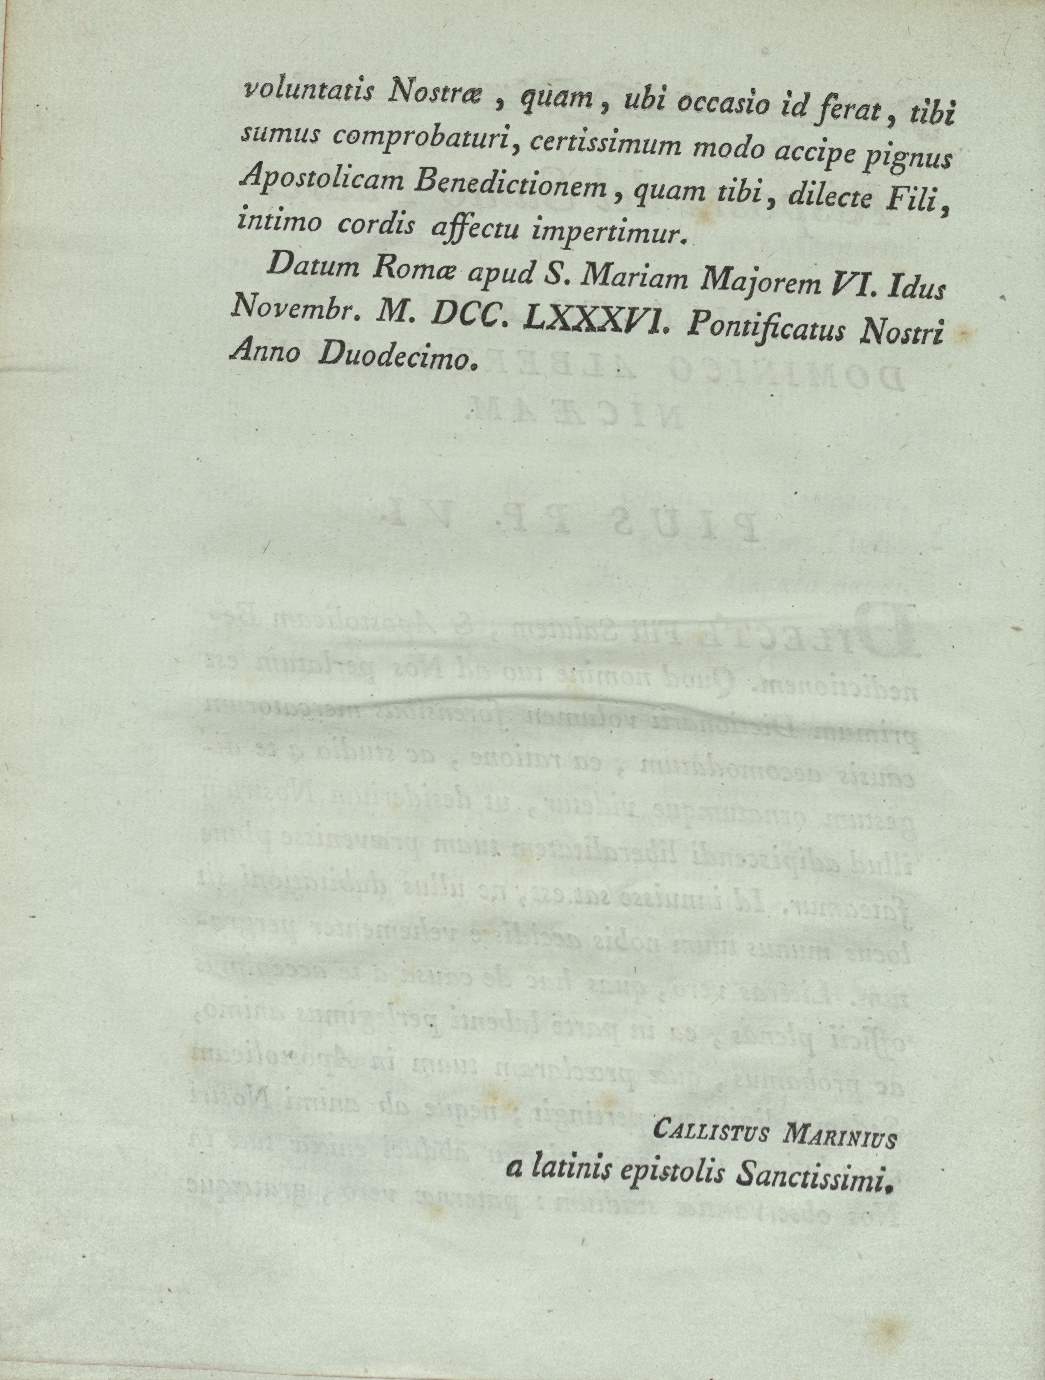 voluntatis Nostræ , quam , ubi occasio id ferat , tibi
sumus comprobaturi, certissimum modo accipe pignus
Apostolicam Benedictionem , quam tibi , dilecte Fili ,
intimo cordis affectu impertimur.
Datum Romæ apud S. Mariam Majorem VI. Idus
Novembr. M. DCC. LXXXVI. Pontificatus Nostri
Anno Duodecimo.
CALLISTUS MARINIUS
a latinis epistolis Sanctissimi.